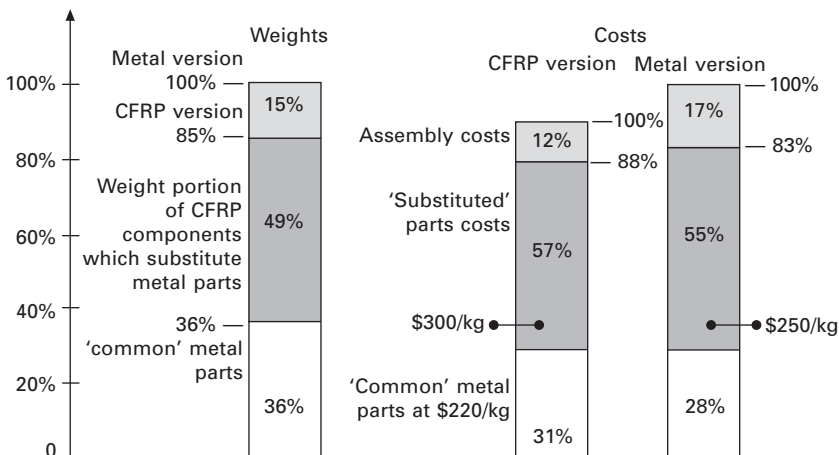 Weights
Costs
CFRP version
Metal version
100%
80%
60%
40%
20%
0
Metal version
100%
CFRP version
85%
Weight portion
of CFRP
components
which substitute
metal parts
36%
'common' metal
parts
15%
49%
36%
Assembly costs
'Substituted'
parts costs
$300/kg
'Common' metal
parts at $220/kg
12%
57%
31%
100%
88%
17%
55%
28%
100%
83%
$250/kg